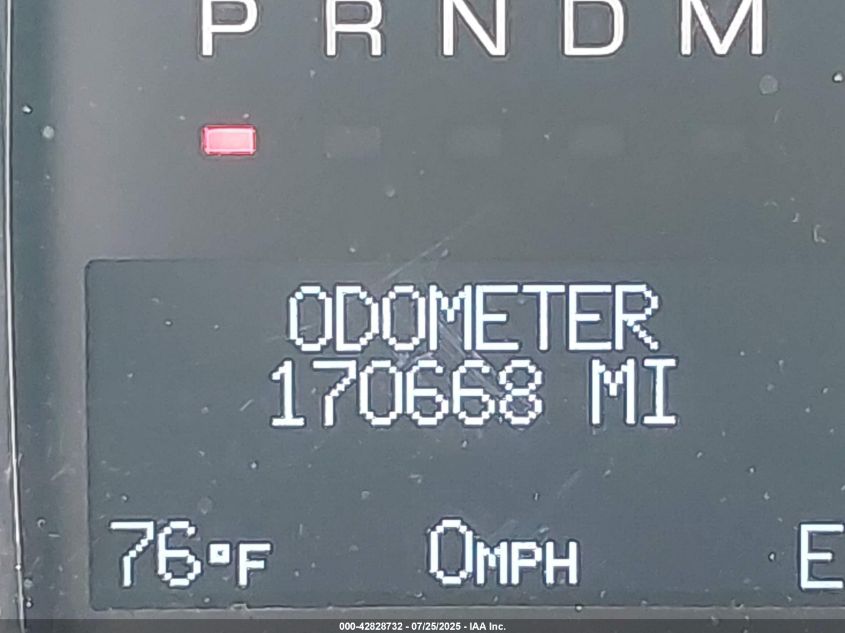 P R N D M
ODOMETER
170668 MI
76°F 0MPH E
000-42828732 - 07/25/2025 - IAA Inc.